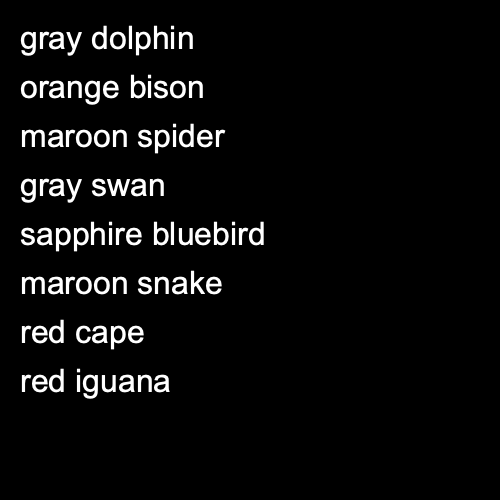 gray dolphin
orange bison
maroon spider
gray swan
sapphire bluebird
maroon snake
red cape
red iguana